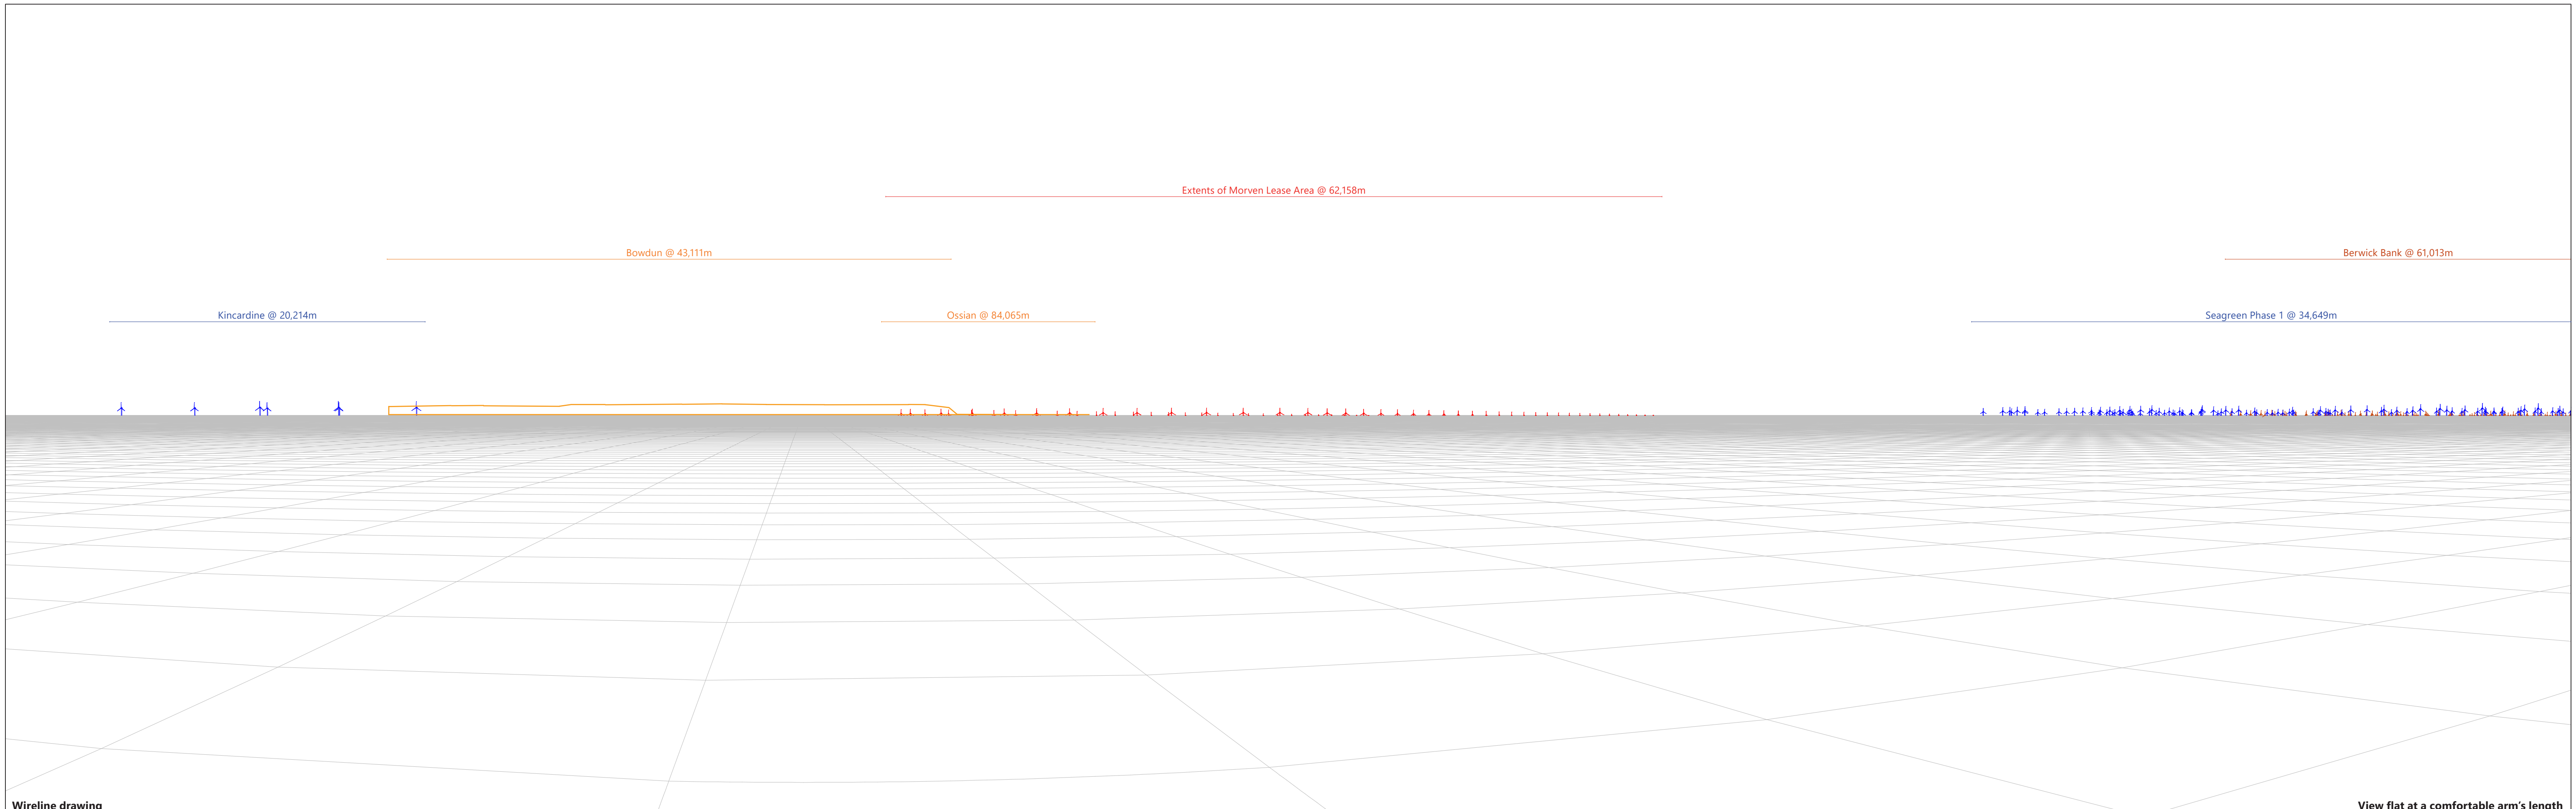 Extents of Morven Lease Area @ 62,158m
Bowdun @ 43,111m
Berwick Bank @ 61,013m
Kincardine @ 20,214m
Ossian @ 84,065m
Seagreen Phase 1 @ 34,649m
Wireline drawing
View flat at a comfortable arm's length